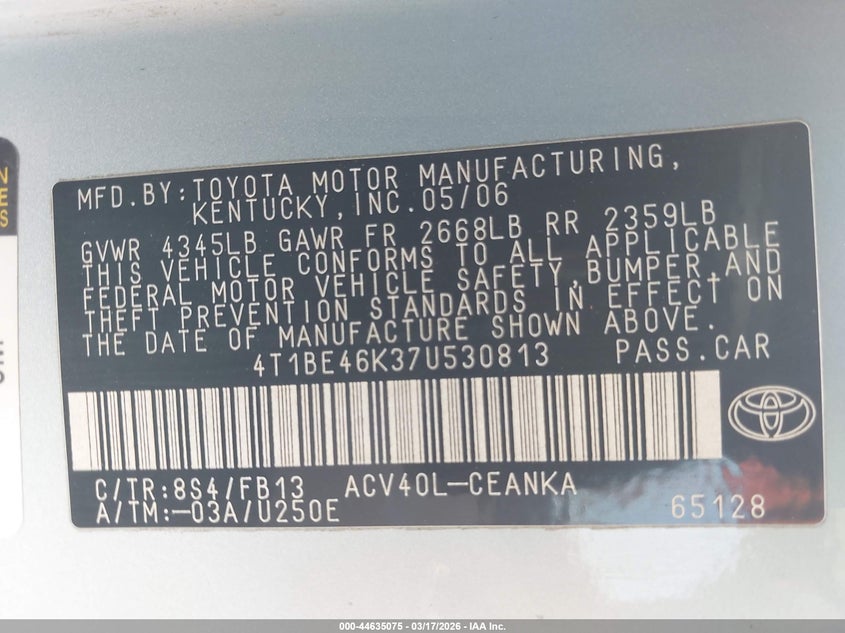 N
ES
S
MFD.BY:TOYOTA MOTOR MANUFACTURING,
KENTUCKY,INC.05/06
GVWR 4345LB GAWR FR 2668LB RR 2359LB
THIS VEHICLE CONFORMS TO ALL APPLICABLE
FEDERAL MOTOR VEHICLE SAFETY,BUMPER,AND
THEFT PREVENTION STANDARDS IN EFFECT ON
THE DATE OF MANUFACTURE SHOWN ABOVE.
4T1BE46K37U530813 PASS.CAR
C/TR:8S4/FB13 ACV40L-CEANKA
A/TM:-03A/U250E 65128
000-44635075 - 03/17/2026 - IAA Inc.